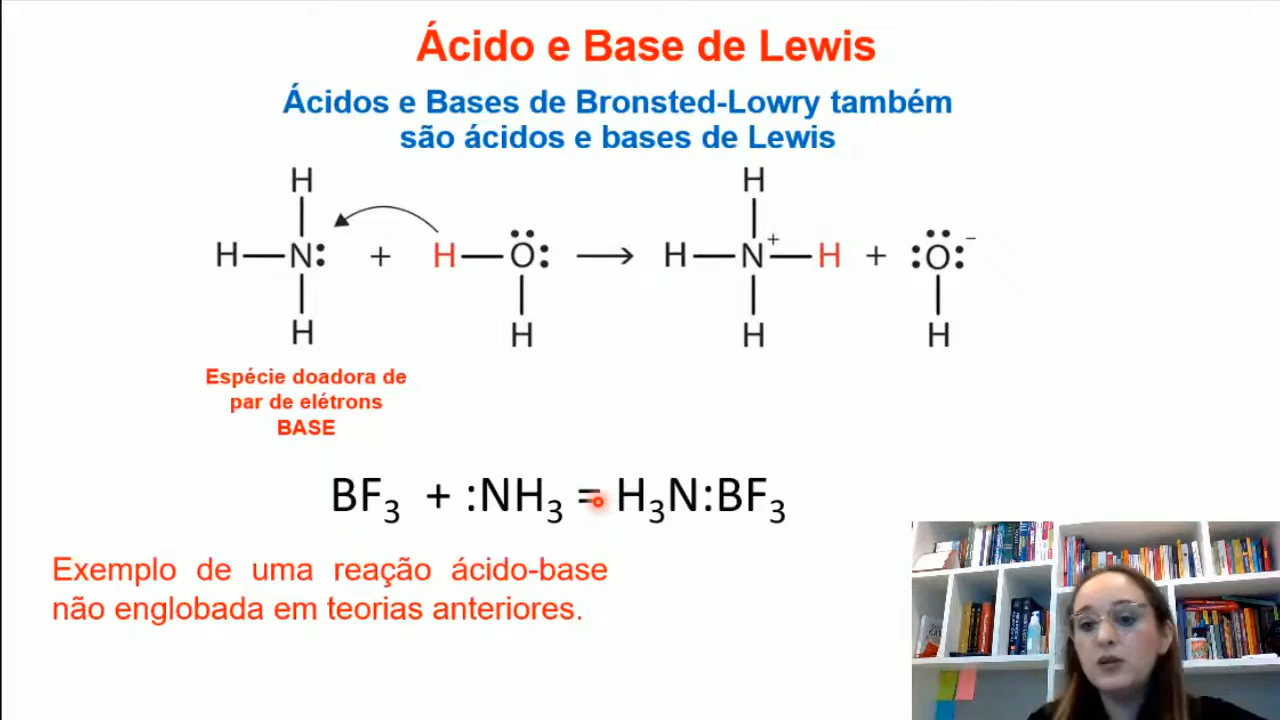 Ácido e Base de Lewis
Ácidos e Bases de Bronsted-Lowry também
são ácidos e bases de Lewis
H H
H—N: + H—O: ⟶ H—N⁺—H + :O:⁻
H H H H
Espécie doadora de
par de elétrons
BASE
BF₃ + :NH₃ = H₃N:BF₃
Exemplo de uma reação ácido-base
não englobada em teorias anteriores.